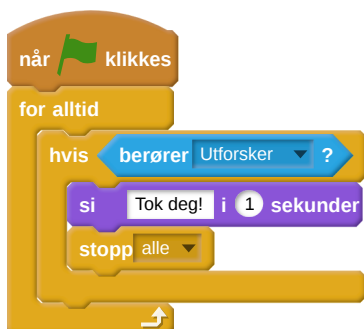 når klikkes
for alltid
hvis berører Utforsker ?
si Tok deg! i 1 sekunder
stopp alle